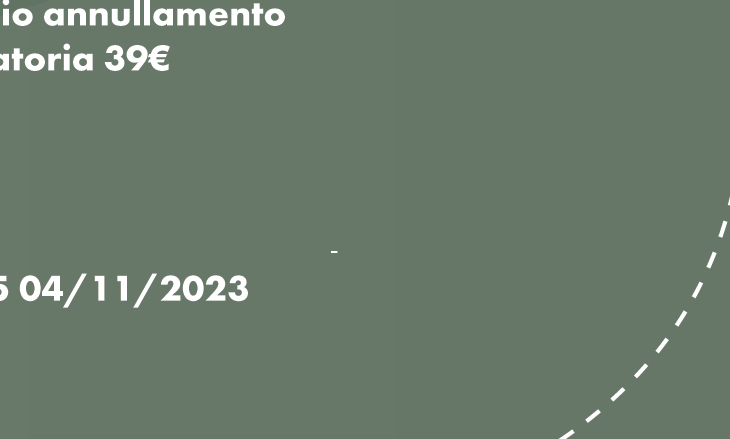 io annullamento
atoria 39€
-
5 04/11/2023